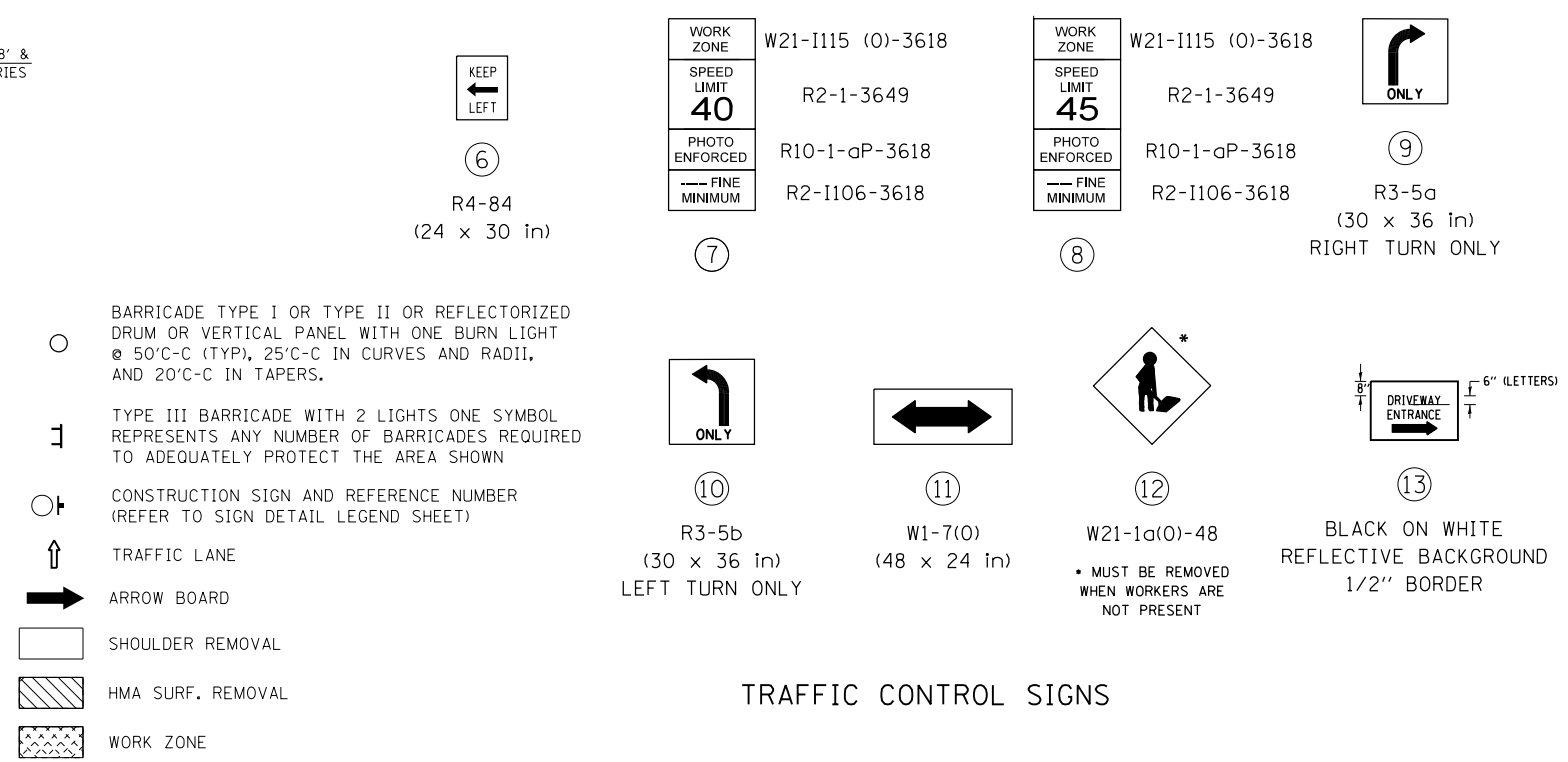 8' &
RIES
KEEP
LEFT
6
R4-84
(24 x 30 in)
WORK
ZONE
W21-I115 (O)-3618
SPEED
LIMIT
40
R2-1-3649
PHOTO
ENFORCED
R10-1-aP-3618
---- FINE
MINIMUM
R2-I106-3618
7
WORK
ZONE
W21-I115 (O)-3618
SPEED
LIMIT
45
R2-1-3649
PHOTO
ENFORCED
R10-1-aP-3618
---- FINE
MINIMUM
R2-I106-3618
8
ONLY
9
R3-5a
(30 x 36 in)
RIGHT TURN ONLY
BARRICADE TYPE I OR TYPE II OR REFLECTORIZED
DRUM OR VERTICAL PANEL WITH ONE BURN LIGHT
@ 50'C-C (TYP), 25'C-C IN CURVES AND RADII,
AND 20'C-C IN TAPERS.
TYPE III BARRICADE WITH 2 LIGHTS ONE SYMBOL
REPRESENTS ANY NUMBER OF BARRICADES REQUIRED
TO ADEQUATELY PROTECT THE AREA SHOWN
CONSTRUCTION SIGN AND REFERENCE NUMBER
(REFER TO SIGN DETAIL LEGEND SHEET)
TRAFFIC LANE
ARROW BOARD
SHOULDER REMOVAL
HMA SURF. REMOVAL
WORK ZONE
ONLY
10
R3-5b
(30 x 36 in)
LEFT TURN ONLY
11
W1-7(O)
(48 x 24 in)
*
12
W21-1a(O)-48
* MUST BE REMOVED
WHEN WORKERS ARE
NOT PRESENT
8"
6" (LETTERS)
DRIVEWAY
ENTRANCE
13
BLACK ON WHITE
REFLECTIVE BACKGROUND
1/2" BORDER
TRAFFIC CONTROL SIGNS